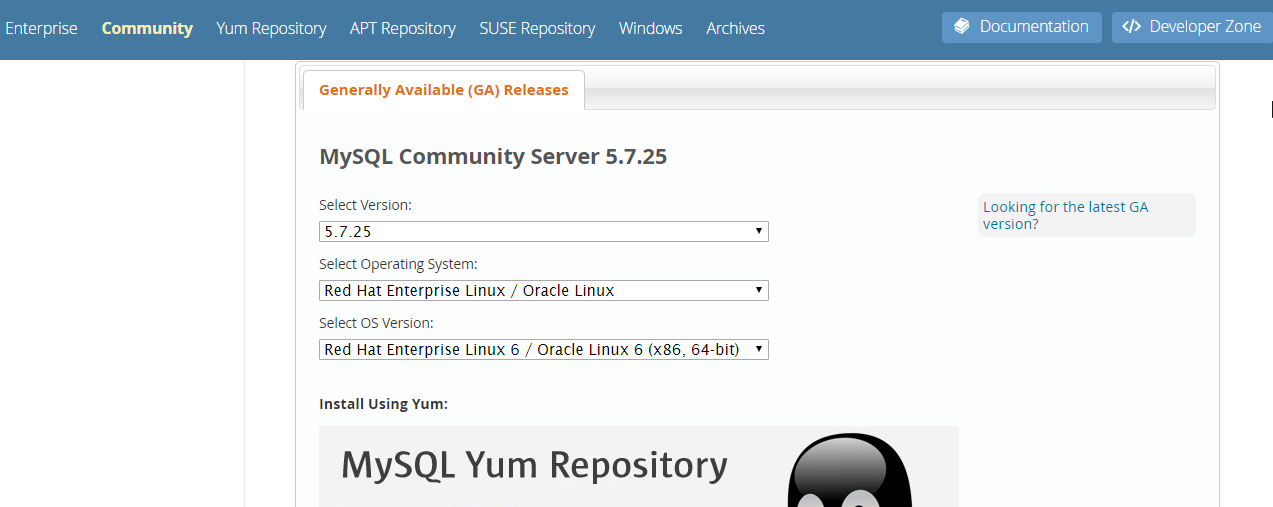 Enterprise Community Yum Repository APT Repository SUSE Repository Windows Archives Documentation Developer Zone
Generally Available (GA) Releases
MySQL Community Server 5.7.25
Select Version:
5.7.25
Looking for the latest GA
version?
Select Operating System:
Red Hat Enterprise Linux / Oracle Linux
Select OS Version:
Red Hat Enterprise Linux 6 / Oracle Linux 6 (x86, 64-bit)
Install Using Yum:
MySQL Yum Repository